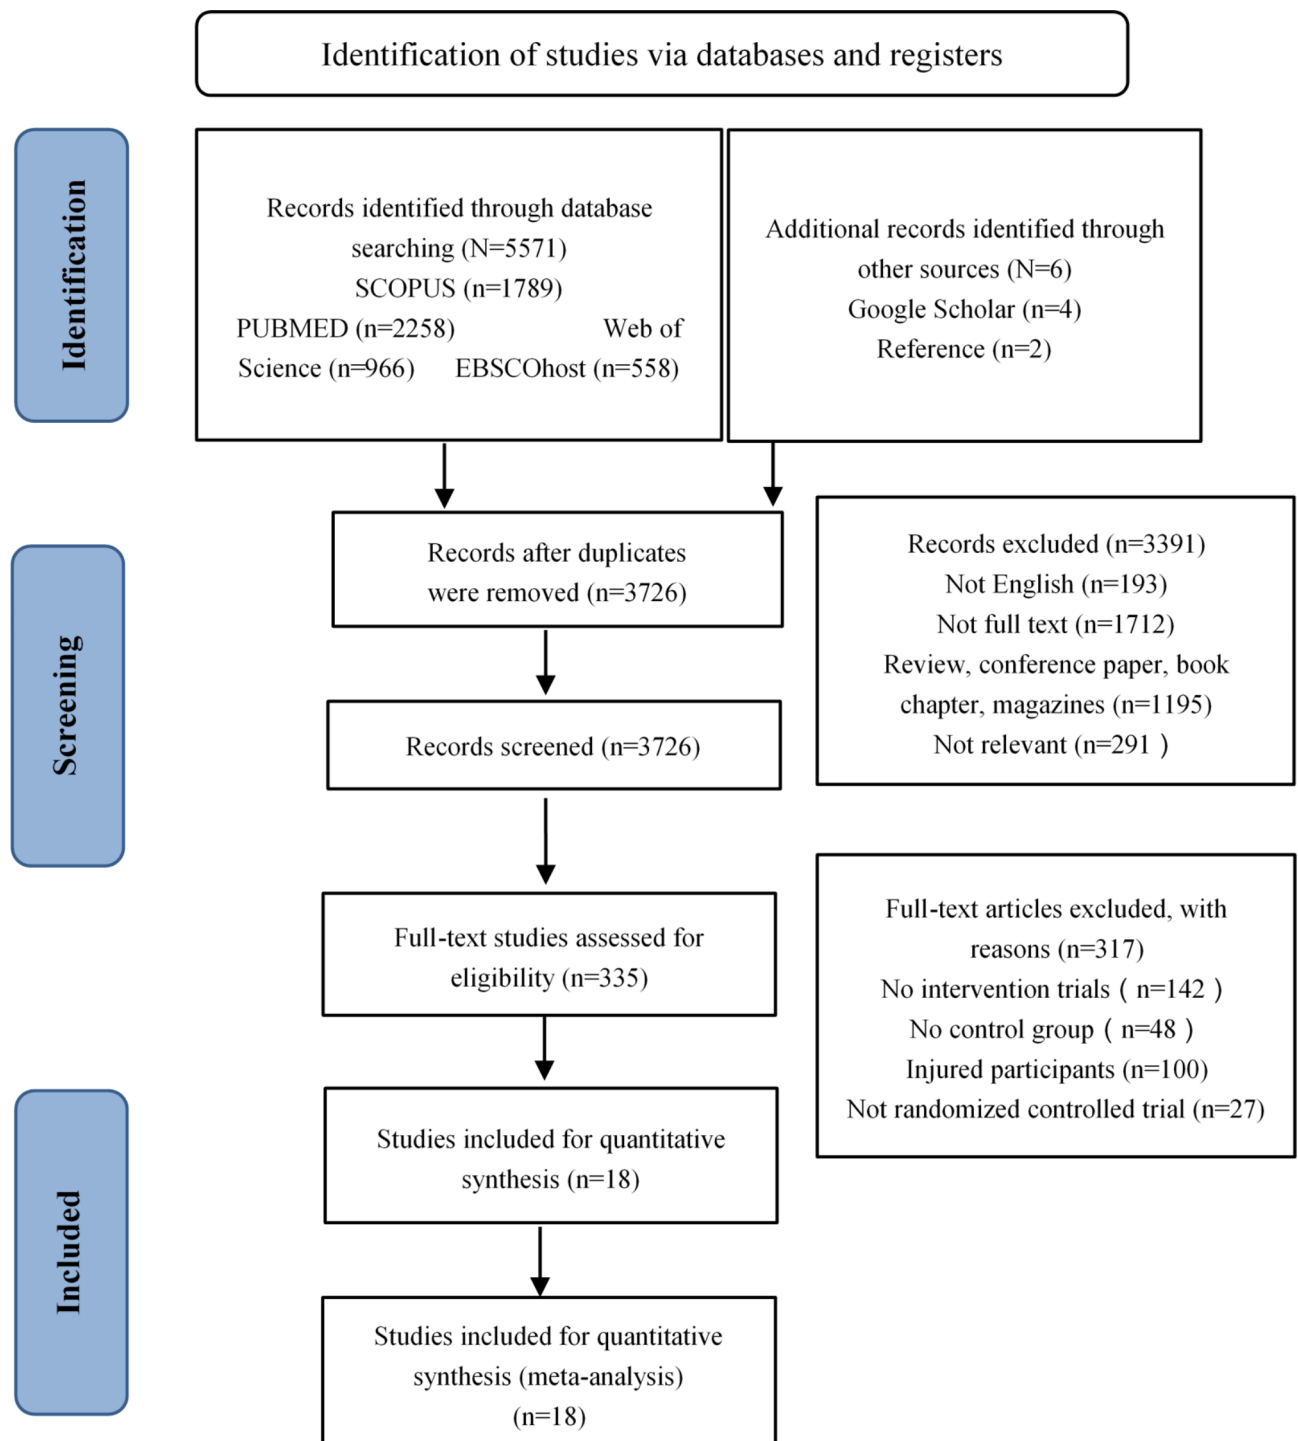 Identification of studies via databases and registers
Identification
Records identified through database
searching (N=5571)
SCOPUS (n=1789)
PUBMED (n=2258) Web of
Science (n=966) EBSCOhost (n=558)
Additional records identified through
other sources (N=6)
Google Scholar (n=4)
Reference (n=2)
Screening
Records after duplicates
were removed (n=3726)
Records excluded (n=3391)
Not English (n=193)
Not full text (n=1712)
Review, conference paper, book
chapter, magazines (n=1195)
Not relevant (n=291 )
Records screened (n=3726)
Full-text studies assessed for
eligibility (n=335)
Full-text articles excluded, with
reasons (n=317)
No intervention trials ( n=142 )
No control group ( n=48 )
Injured participants (n=100)
Not randomized controlled trial (n=27)
Included
Studies included for quantitative
synthesis (n=18)
Studies included for quantitative
synthesis (meta-analysis)
(n=18)